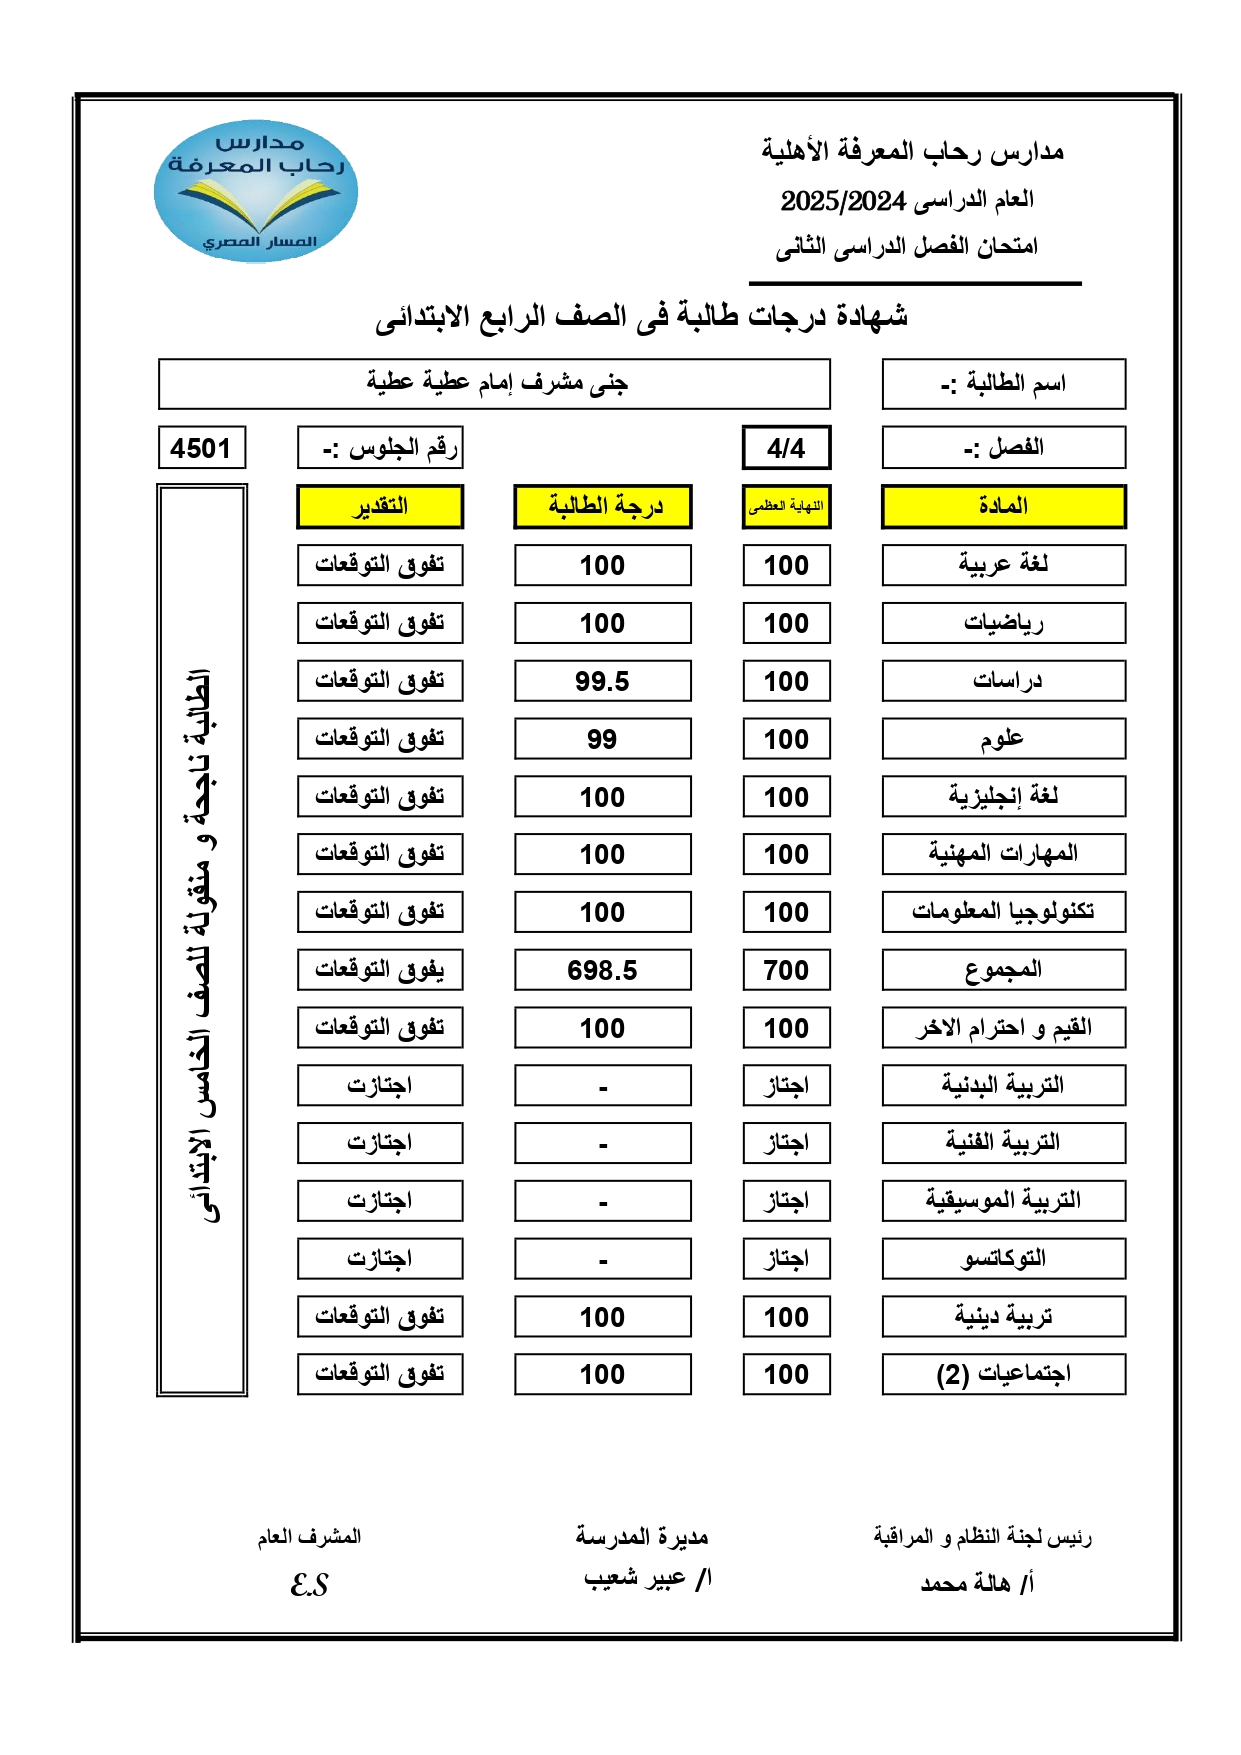 مدارس رحاب المعرفة الأهلية
العام الدراسى 2025/2024
امتحان الفصل الدراسى الثانى
مدارس
رحاب المعرفة
المسار المصري
شهادة درجات طالبة فى الصف الرابع الابتدائى
اسم الطالبة :- جنى مشرف إمام عطية عطية
الفصل :- 4/4 رقم الجلوس :- 4501
المادة النهاية العظمى درجة الطالبة التقدير
لغة عربية 100 100 تفوق التوقعات
رياضيات 100 100 تفوق التوقعات
دراسات 100 99.5 تفوق التوقعات
علوم 100 99 تفوق التوقعات
لغة إنجليزية 100 100 تفوق التوقعات
المهارات المهنية 100 100 تفوق التوقعات
تكنولوجيا المعلومات 100 100 تفوق التوقعات
المجموع 700 698.5 يفوق التوقعات
القيم و احترام الاخر 100 100 تفوق التوقعات
التربية البدنية اجتاز - اجتازت
التربية الفنية اجتاز - اجتازت
التربية الموسيقية اجتاز - اجتازت
التوكاتسو اجتاز - اجتازت
تربية دينية 100 100 تفوق التوقعات
اجتماعيات (2) 100 100 تفوق التوقعات
الطالبة ناجحة و منقولة للصف الخامس الابتدائى
رئيس لجنة النظام و المراقبة مديرة المدرسة المشرف العام
أ/ هالة محمد ا/ عبير شعيب E.S